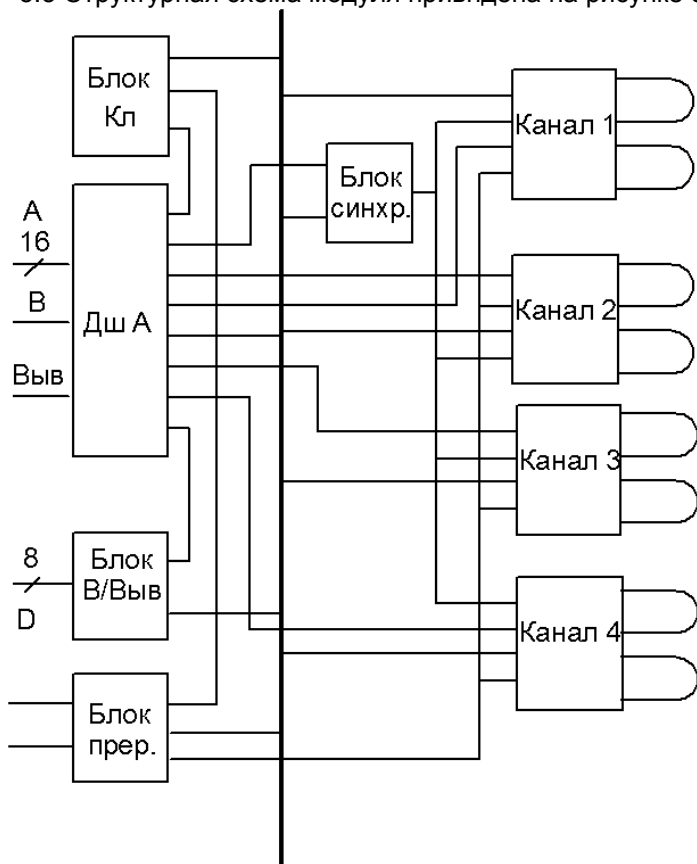 Блок
Кл
А
16
В
Выв
Дш А
8
D
Блок
В/Выв
Блок
прер.
Блок
синхр.
Канал 1
Канал 2
Канал 3
Канал 4